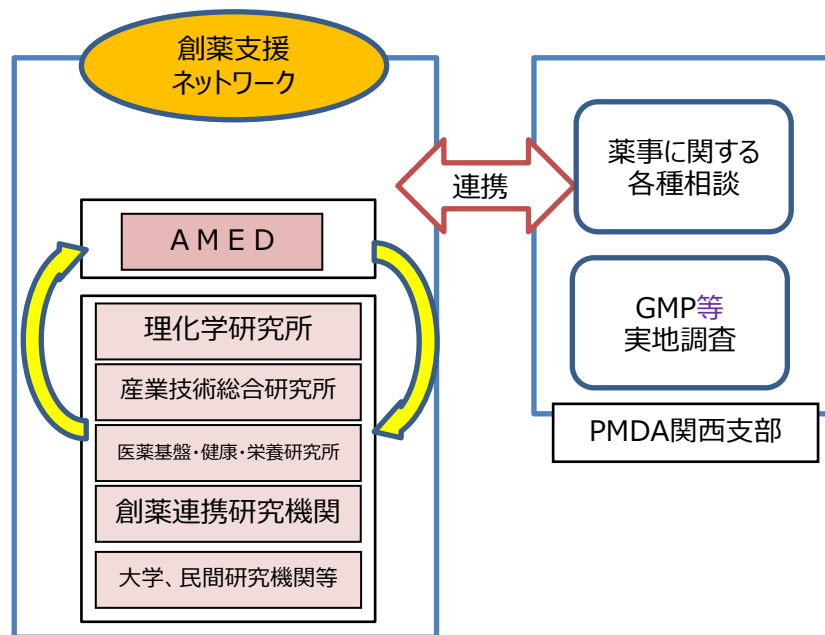 創薬支援
ネットワーク
連携
薬事に関する
各種相談
ＡＭＥＤ
理化学研究所
産業技術総合研究所
医薬基盤・健康・栄養研究所
創薬連携研究機関
大学、民間研究機関等
GMP等
実地調査
PMDA関西支部